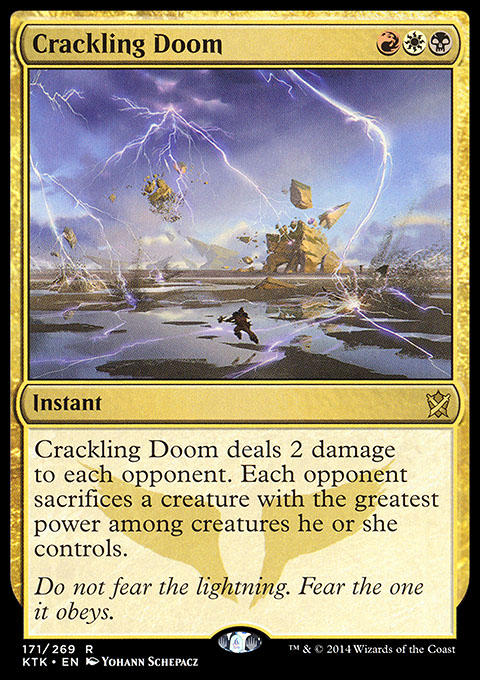 Crackling Doom
Instant
Crackling Doom deals 2 damage
to each opponent. Each opponent
sacrifices a creature with the greatest
power among creatures he or she
controls.
Do not fear the lightning. Fear the one
it obeys.
171/269 R
KTK • EN Yohann Schepacz
™ & © 2014 Wizards of the Coast